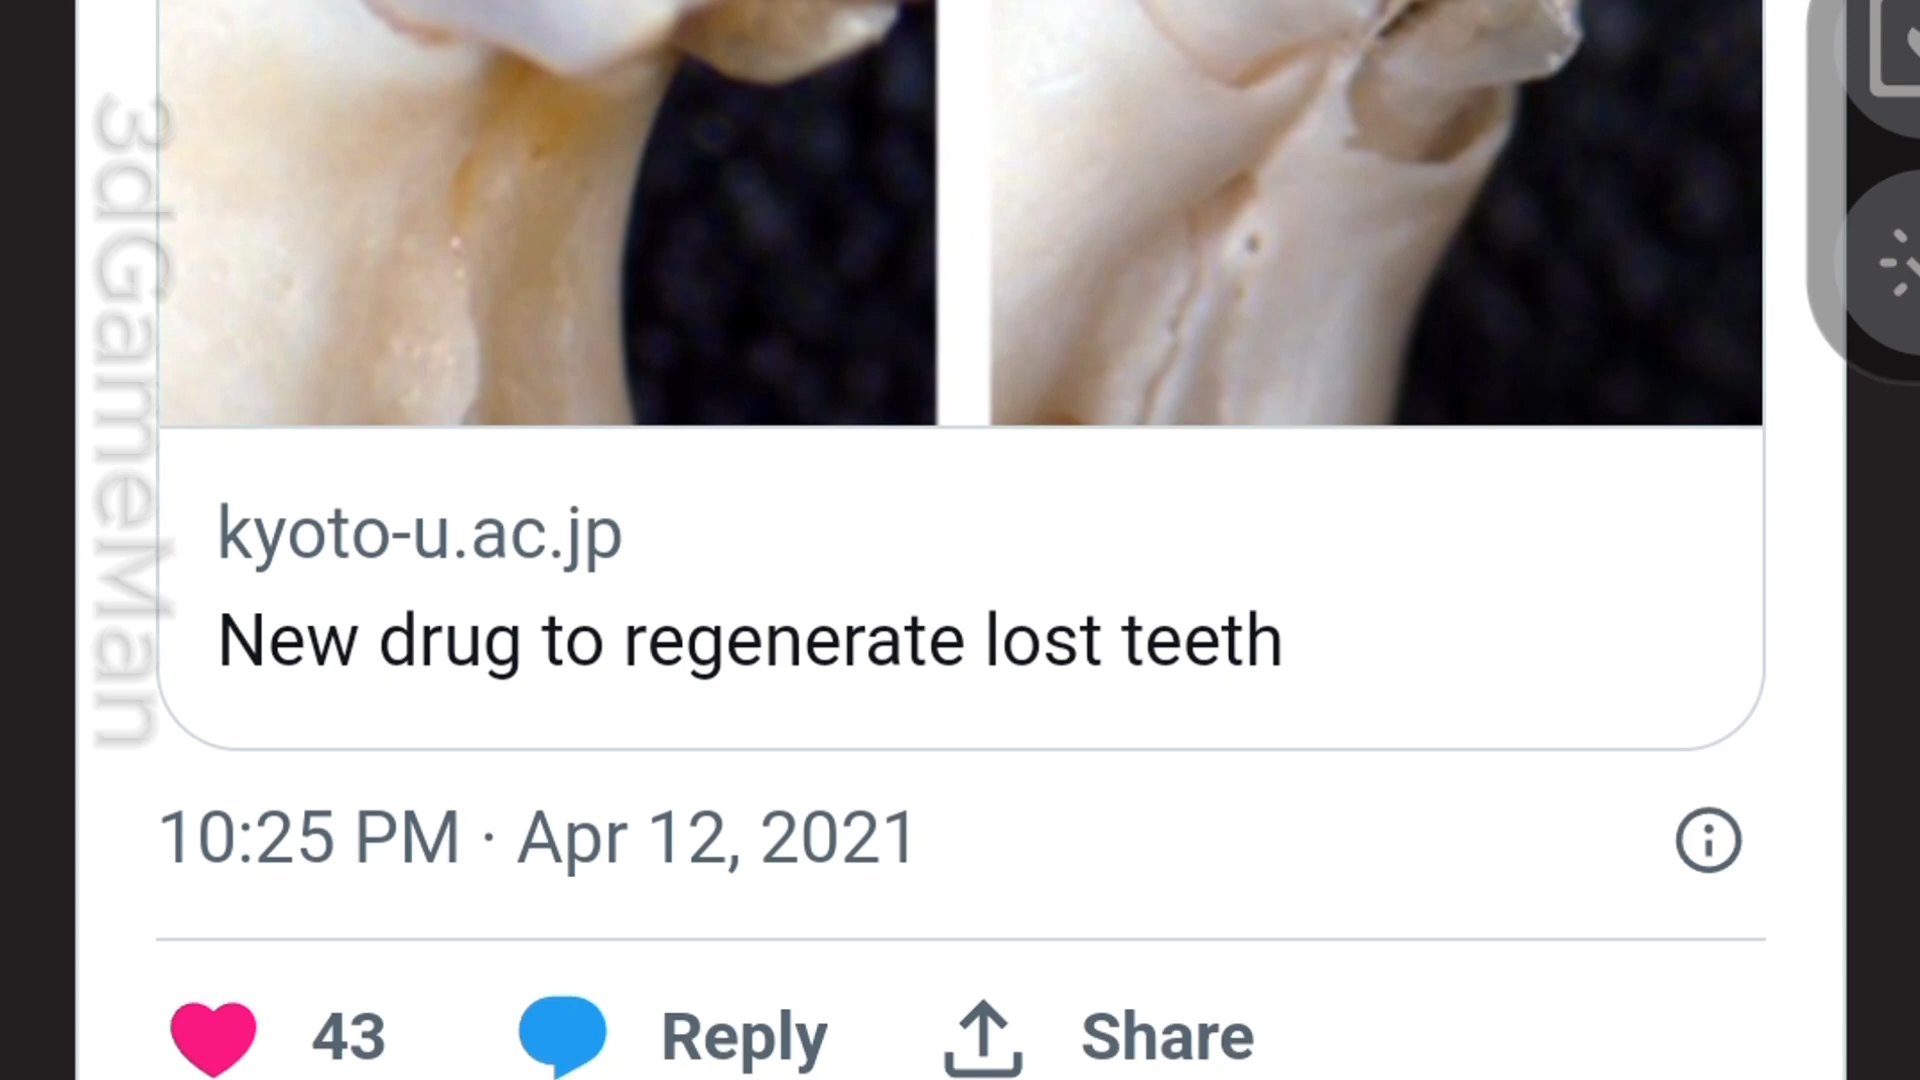 3dGameMan
kyoto-u.ac.jp
New drug to regenerate lost teeth
10:25 PM · Apr 12, 2021
43 Reply Share